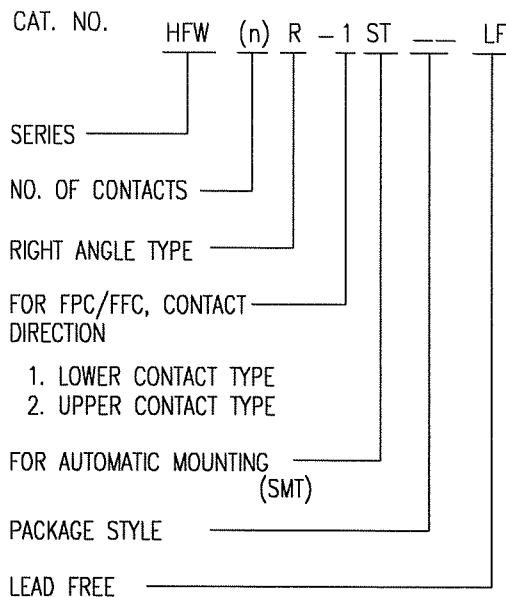 CAT. NO.
HFW (n) R - 1 ST __ LF
SERIES
NO. OF CONTACTS
RIGHT ANGLE TYPE
FOR FPC/FFC, CONTACT
DIRECTION
1. LOWER CONTACT TYPE
2. UPPER CONTACT TYPE
FOR AUTOMATIC MOUNTING
(SMT)
PACKAGE STYLE
LEAD FREE